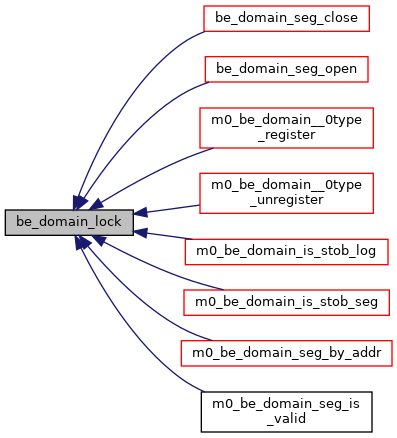 be_domain_seg_close
be_domain_seg_open
m0_be_domain__0type
_register
m0_be_domain__0type
_unregister
be_domain_lock
m0_be_domain_is_stob_log
m0_be_domain_is_stob_seg
m0_be_domain_seg_by_addr
m0_be_domain_seg_is
_valid